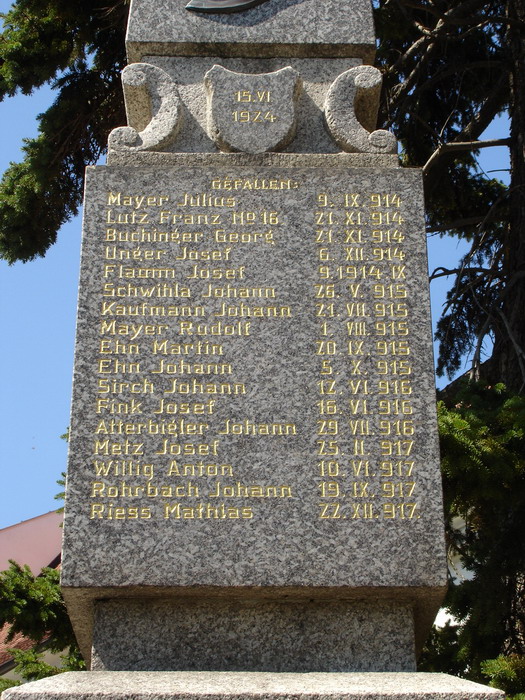 15.VI
1924
GEFALLEN:
Mayer Julius 9. IX. 914
Lutz Franz No 16 21. XI. 914
Buchinger Georg 21. XI. 914
Unger Josef 6. XII. 914
Flamm Josef 9.1914 IX
Schwihla Johann 26. V. 915
Kaufmann Johann 21. VII. 915
Mayer Rudolf 1. VIII. 915
Ehn Martin 20. IX. 915
Ehn Johann 5. X. 915
Sirch Johann 12. VI. 916
Fink Josef 16. VI. 916
Atterbigler Johann 29. VII. 916
Metz Josef 25. II. 917
Willig Anton 10. VI. 917
Rohrbach Johann 19. IX. 917
Riess Mathias 22. XII. 917